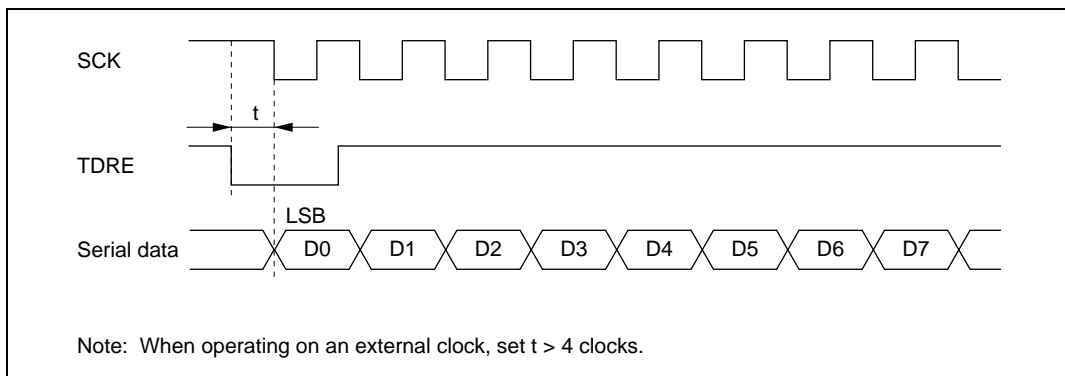 SCK
t
TDRE
LSB
Serial data D0 D1 D2 D3 D4 D5 D6 D7
Note: When operating on an external clock, set t > 4 clocks.